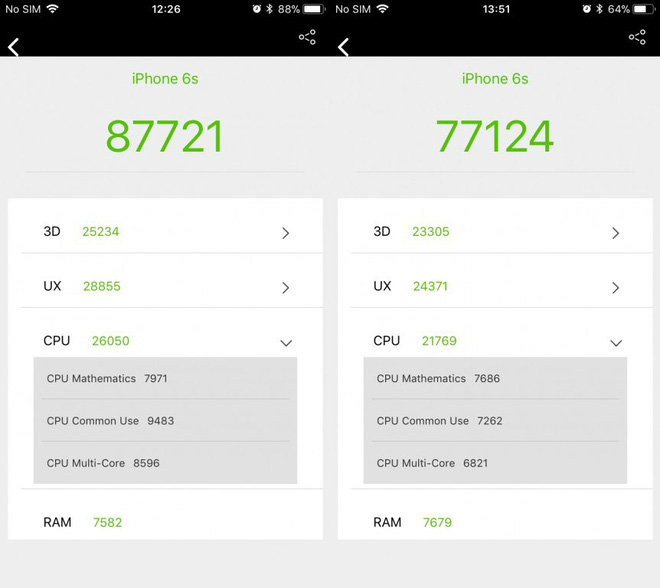 No SIM 12:26 88%
iPhone 6s
87721
3D 25234
UX 28855
CPU 26050
CPU Mathematics 7971
CPU Common Use 9483
CPU Multi-Core 8596
RAM 7582
No SIM 13:51 64%
iPhone 6s
77124
3D 23305
UX 24371
CPU 21769
CPU Mathematics 7686
CPU Common Use 7262
CPU Multi-Core 6821
RAM 7679